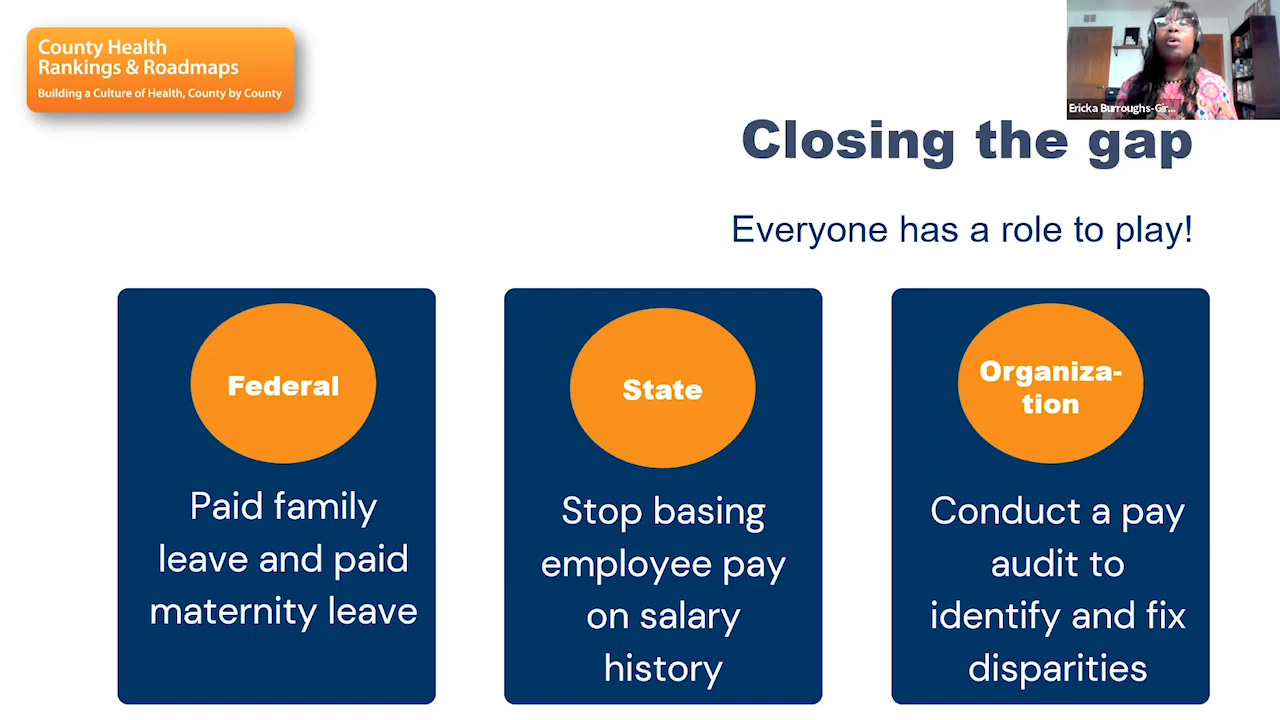 County Health
Rankings & Roadmaps
Building a Culture of Health, County by County
Ericka Burroughs-Gir...
Closing the gap
Everyone has a role to play!
Federal
Paid family
leave and paid
maternity leave
State
Stop basing
employee pay
on salary
history
Organiza-
tion
Conduct a pay
audit to
identify and fix
disparities